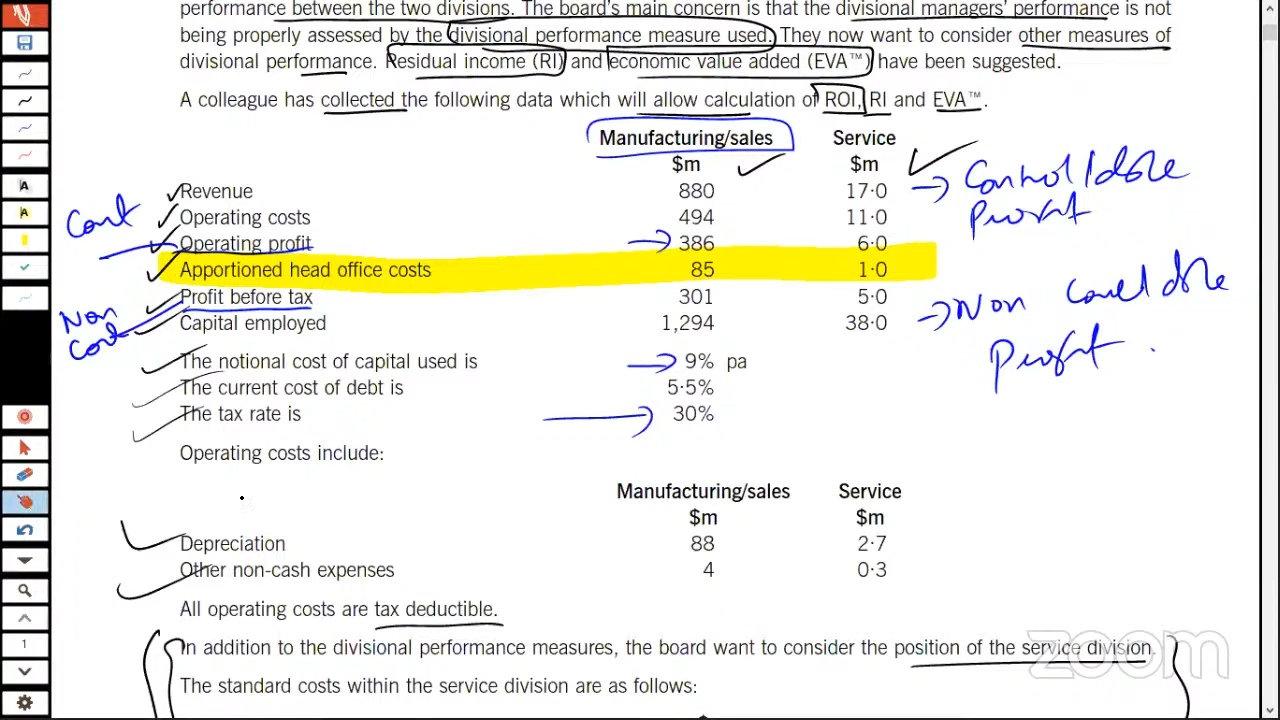 performance between the two divisions. The board's main concern is that the divisional managers' performance is not
being properly assessed by the divisional performance measure used. They now want to consider other measures of
divisional performance. Residual income (RI) and economic value added (EVA™) have been suggested.
A colleague has collected the following data which will allow calculation of ROI, RI and EVA™.
Manufacturing/sales Service
$m $m
Revenue 880 17·0
Operating costs 494 11·0
Operating profit 386 6·0
Apportioned head office costs 85 1·0
Profit before tax 301 5·0
Capital employed 1,294 38·0
Cont
Non
Cont
Profit
Non
Profit
The notional cost of capital used is 9% pa
The current cost of debt is 5·5%
The tax rate is 30%
Operating costs include:
Manufacturing/sales Service
$m $m
Depreciation 88 2·7
Other non-cash expenses 4 0·3
All operating costs are tax deductible.
In addition to the divisional performance measures, the board want to consider the position of the service division.
The standard costs within the service division are as follows:
zoom
1